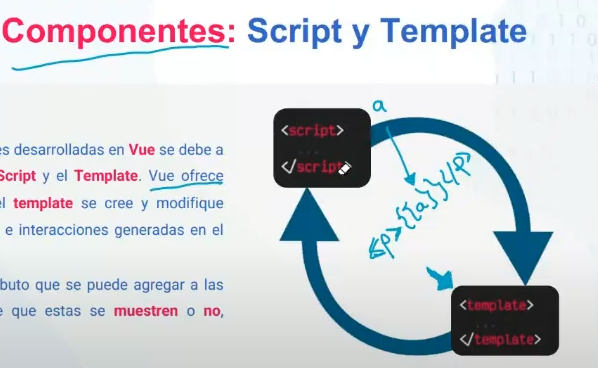 Componentes: Script y Template
es desarrolladas en Vue se debe a
Script y el Template. Vue ofrece
el template se cree y modifique
e interacciones generadas en el
buto que se puede agregar a las
e que estas se muestren o no,
a
<script>
...
</script>
<p>{{a}}</p>
<template>
...
</template>